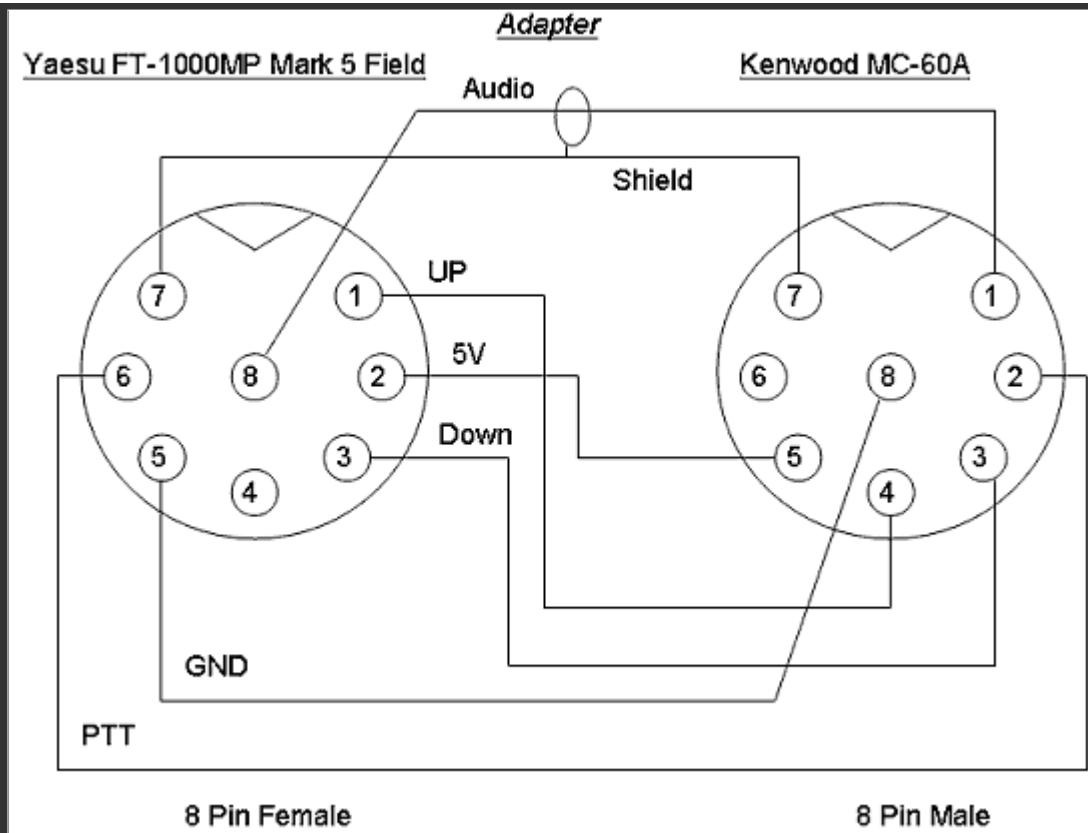 Adapter
Yaesu FT-1000MP Mark 5 Field
Kenwood MC-60A
Audio
Shield
UP
5V
Down
GND
PTT
7
1
6
8
2
5
4
3
7
1
6
8
2
5
4
3
8 Pin Female
8 Pin Male